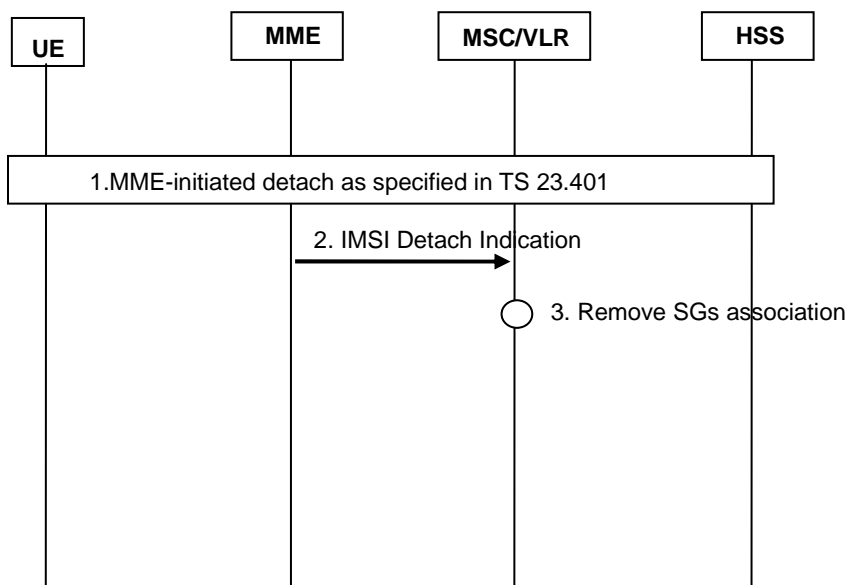 UE
MME
MSC/VLR
HSS
1.MME-initiated detach as specified in TS 23.401
2. IMSI Detach Indication
3. Remove SGs association